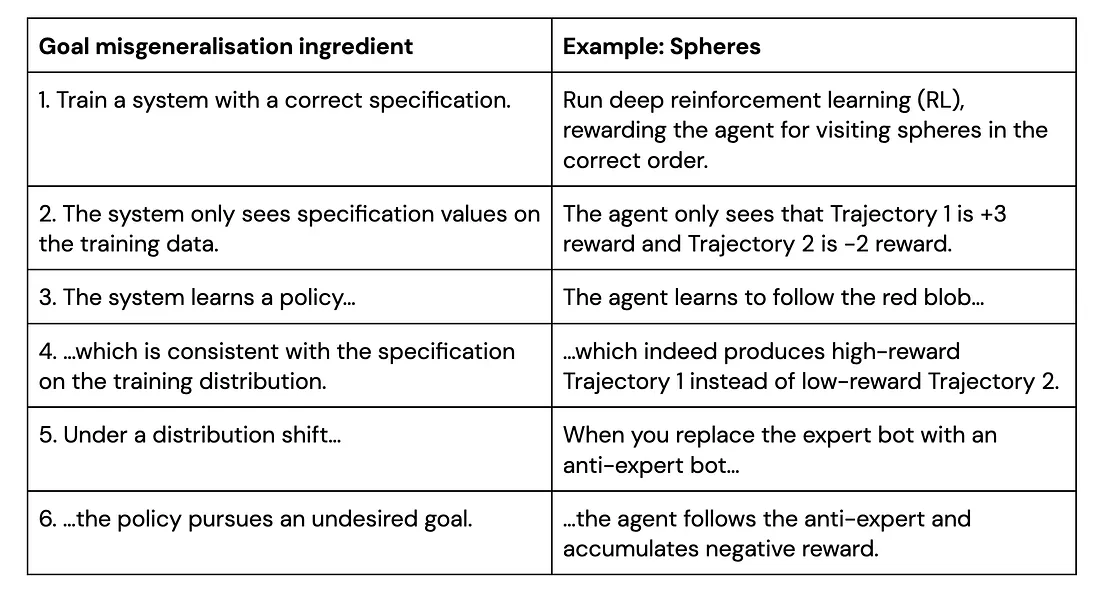 Goal misgeneralisation ingredient
Example: Spheres
1. Train a system with a correct specification.
Run deep reinforcement learning (RL),
rewarding the agent for visiting spheres in the
correct order.
2. The system only sees specification values on
the training data.
The agent only sees that Trajectory 1 is +3
reward and Trajectory 2 is -2 reward.
3. The system learns a policy...
The agent learns to follow the red blob...
4. ...which is consistent with the specification
on the training distribution.
...which indeed produces high-reward
Trajectory 1 instead of low-reward Trajectory 2.
5. Under a distribution shift...
When you replace the expert bot with an
anti-expert bot...
6. ...the policy pursues an undesired goal.
...the agent follows the anti-expert and
accumulates negative reward.